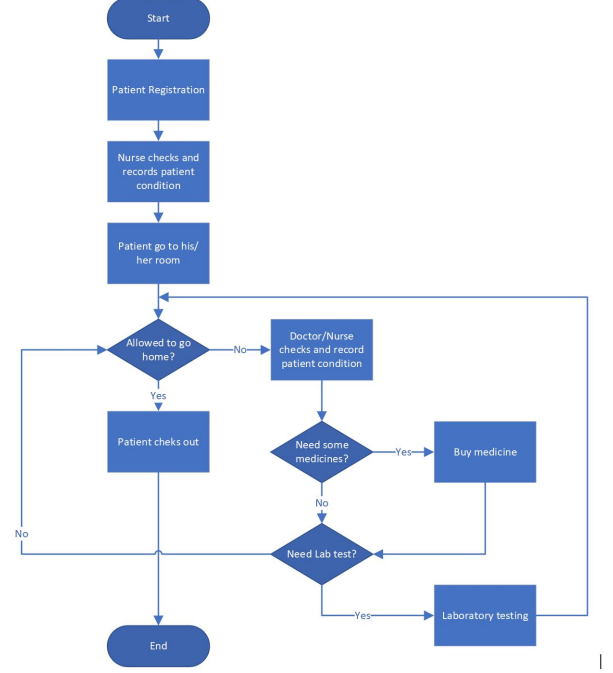 Start
Patient Registration
Nurse checks and
records patient
condition
Patient go to his/
her room
Allowed to go
home?
No
Doctor/Nurse
checks and record
patient condition
Yes
Patient cheks out
Need some
medicines?
Yes
Buy medicine
No
No
Need Lab test?
Yes
Laboratory testing
End